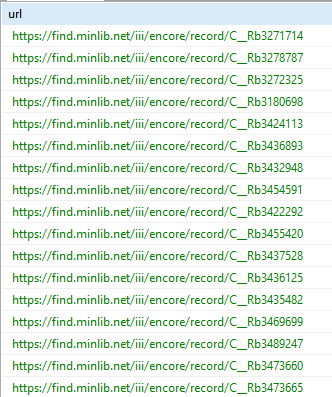 url
https://find.minlib.net/iii/encore/record/C__Rb3271714
https://find.minlib.net/iii/encore/record/C__Rb3278787
https://find.minlib.net/iii/encore/record/C__Rb3272325
https://find.minlib.net/iii/encore/record/C__Rb3180698
https://find.minlib.net/iii/encore/record/C__Rb3424113
https://find.minlib.net/iii/encore/record/C__Rb3436893
https://find.minlib.net/iii/encore/record/C__Rb3432948
https://find.minlib.net/iii/encore/record/C__Rb3454591
https://find.minlib.net/iii/encore/record/C__Rb3422292
https://find.minlib.net/iii/encore/record/C__Rb3455420
https://find.minlib.net/iii/encore/record/C__Rb3437528
https://find.minlib.net/iii/encore/record/C__Rb3436125
https://find.minlib.net/iii/encore/record/C__Rb3435482
https://find.minlib.net/iii/encore/record/C__Rb3469699
https://find.minlib.net/iii/encore/record/C__Rb3489247
https://find.minlib.net/iii/encore/record/C__Rb3473660
https://find.minlib.net/iii/encore/record/C__Rb3473665